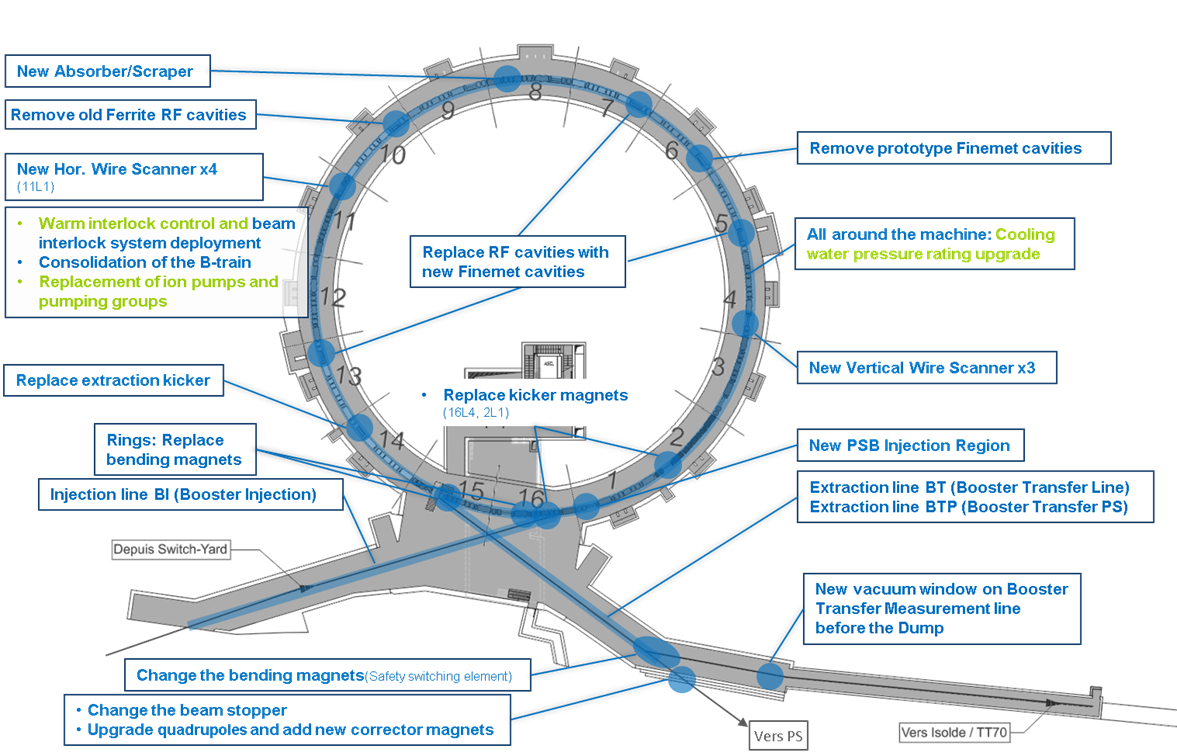 New Absorber/Scraper
Remove old Ferrite RF cavities
New Hor. Wire Scanner x4
(11L1)
• Warm interlock control and beam
interlock system deployment
• Consolidation of the B-train
• Replacement of ion pumps and
pumping groups
Replace extraction kicker
Rings: Replace
bending magnets
Injection line BI (Booster Injection)
Depuis Switch-Yard
Change the bending magnets(Safety switching element)
• Change the beam stopper
• Upgrade quadrupoles and add new corrector magnets
8
9
7
10
6
11
5
12
4
13
3
14
2
15
16
1
Replace RF cavities with
new Finemet cavities
• Replace kicker magnets
(16L4, 2L1)
Remove prototype Finemet cavities
All around the machine: Cooling
water pressure rating upgrade
New Vertical Wire Scanner x3
New PSB Injection Region
Extraction line BT (Booster Transfer Line)
Extraction line BTP (Booster Transfer PS)
New vacuum window on Booster
Transfer Measurement line
before the Dump
Vers PS
Vers Isolde / TT70